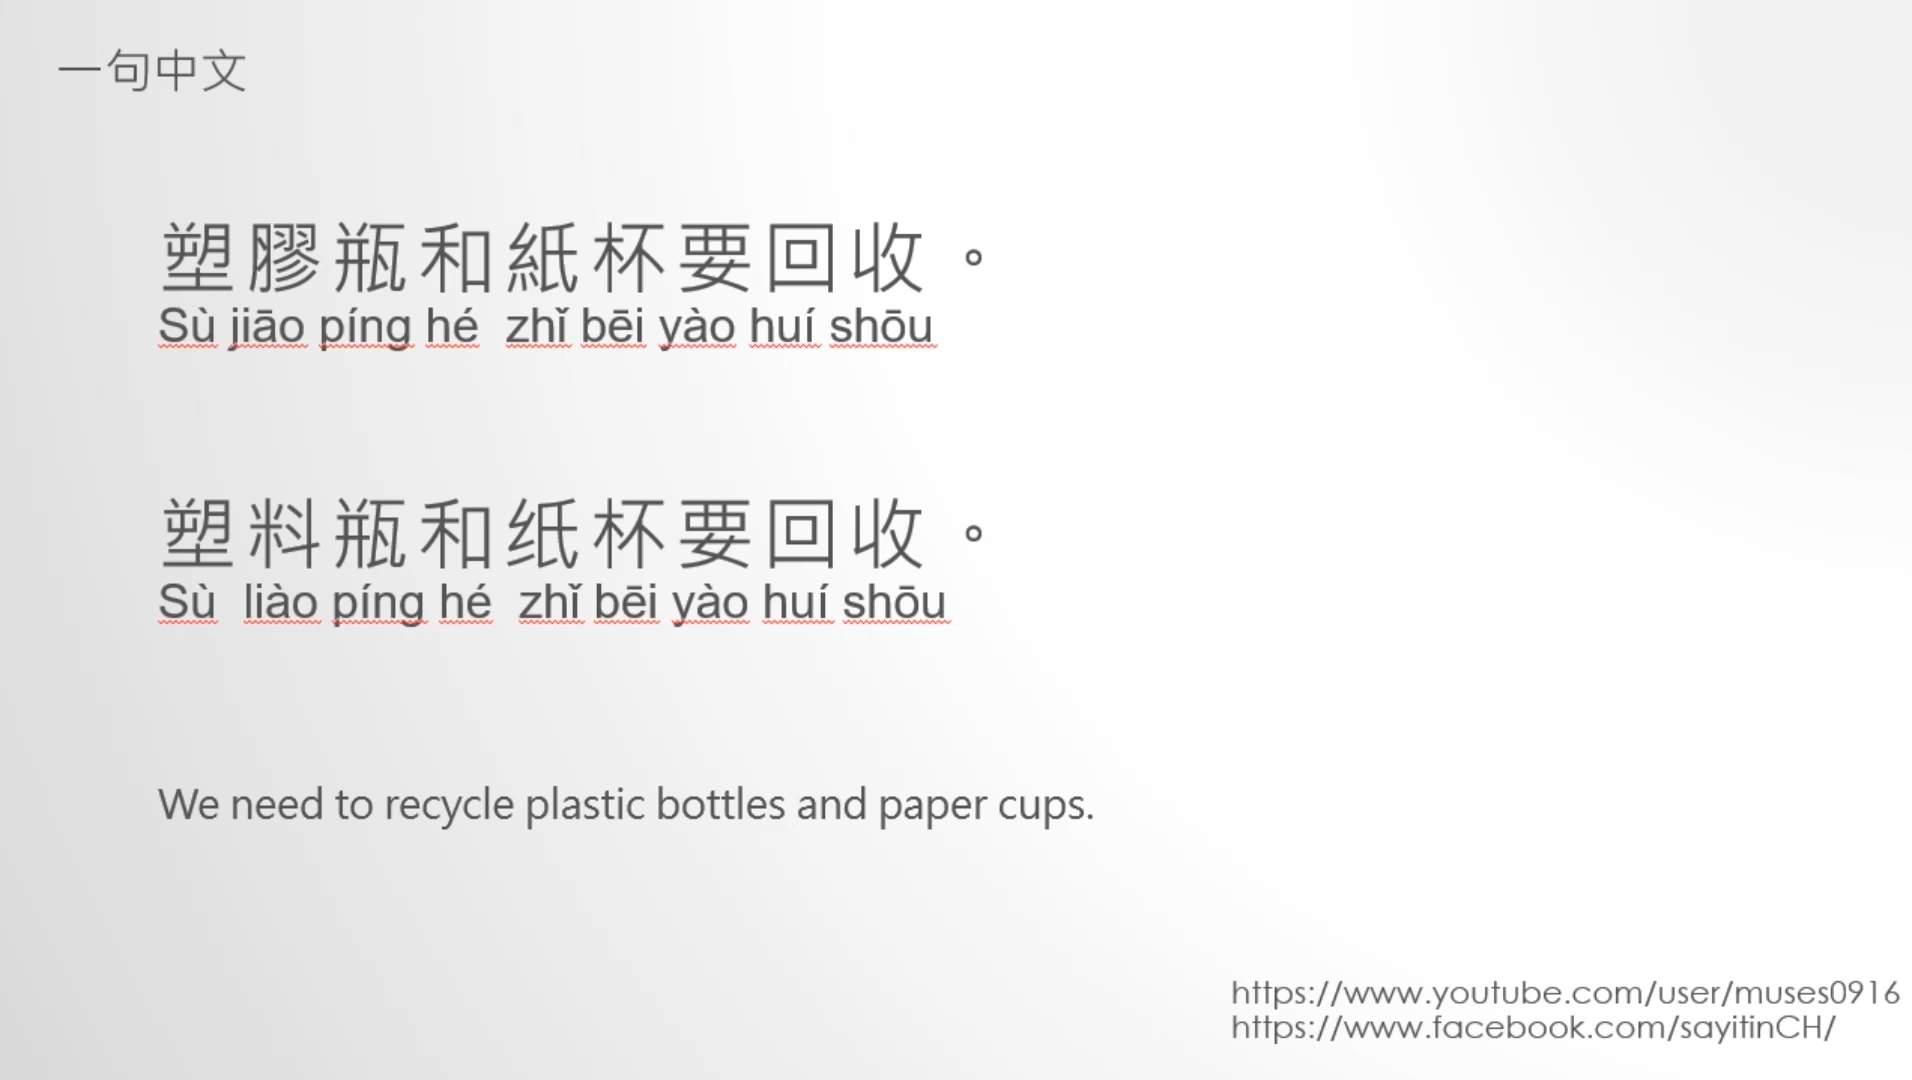 一句中文
塑膠瓶和紙杯要回收。
Sù jiāo píng hé zhǐ bēi yào huí shōu
塑料瓶和纸杯要回收。
Sù liào píng hé zhǐ bēi yào huí shōu
We need to recycle plastic bottles and paper cups.
https://www.youtube.com/user/muses0916
https://www.facebook.com/sayitinCH/